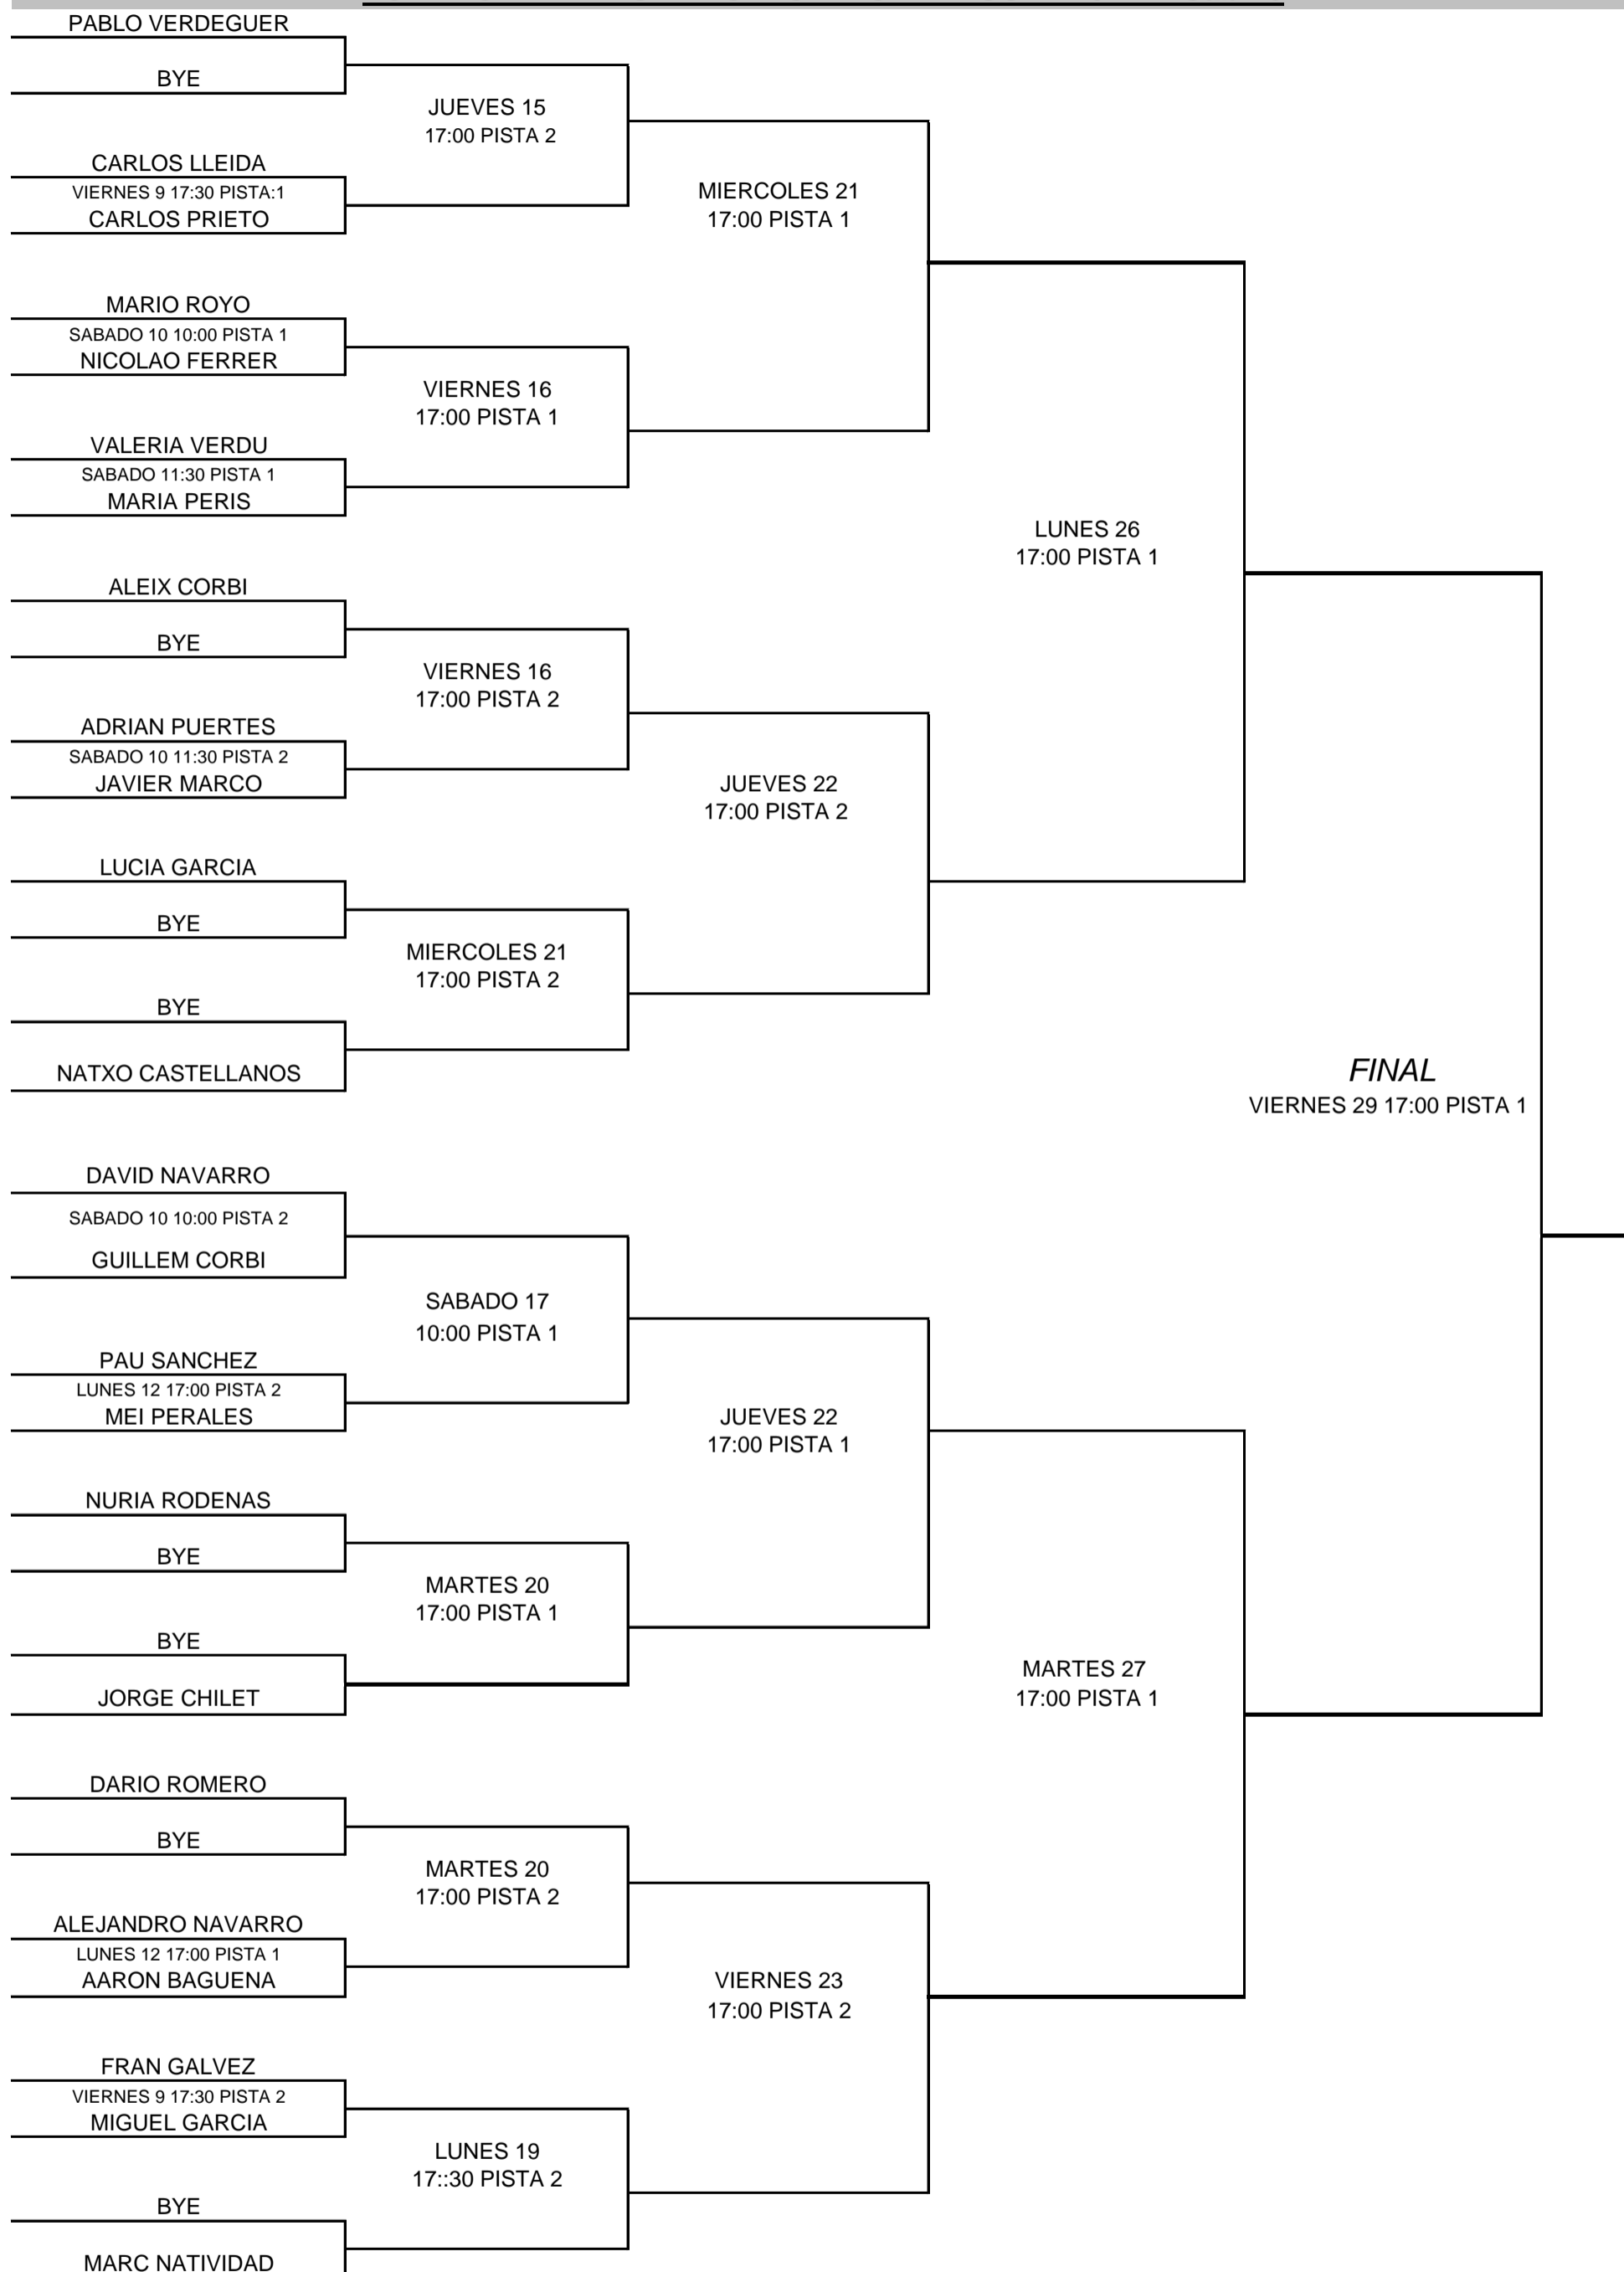 PABLO VERDEGUER
BYE
JUEVES 15
17:00 PISTA 2
CARLOS LLEIDA
VIERNES 9 17:30 PISTA:1
CARLOS PRIETO
MIERCOLES 21
17:00 PISTA 1
MARIO ROYO
SABADO 10 10:00 PISTA 1
NICOLAO FERRER
VIERNES 16
17:00 PISTA 1
VALERIA VERDU
SABADO 11:30 PISTA 1
MARIA PERIS
LUNES 26
17:00 PISTA 1
ALEIX CORBI
BYE
VIERNES 16
17:00 PISTA 2
ADRIAN PUERTES
SABADO 10 11:30 PISTA 2
JAVIER MARCO
JUEVES 22
17:00 PISTA 2
LUCIA GARCIA
BYE
MIERCOLES 21
17:00 PISTA 2
BYE
NATXO CASTELLANOS
FINAL
VIERNES 29 17:00 PISTA 1
DAVID NAVARRO
SABADO 10 10:00 PISTA 2
GUILLEM CORBI
SABADO 17
10:00 PISTA 1
PAU SANCHEZ
LUNES 12 17:00 PISTA 2
MEI PERALES
JUEVES 22
17:00 PISTA 1
NURIA RODENAS
BYE
MARTES 20
17:00 PISTA 1
BYE
JORGE CHILET
MARTES 27
17:00 PISTA 1
DARIO ROMERO
BYE
MARTES 20
17:00 PISTA 2
ALEJANDRO NAVARRO
LUNES 12 17:00 PISTA 1
AARON BAGUENA
VIERNES 23
17:00 PISTA 2
FRAN GALVEZ
VIERNES 9 17:30 PISTA 2
MIGUEL GARCIA
LUNES 19
17::30 PISTA 2
BYE
MARC NATIVIDAD